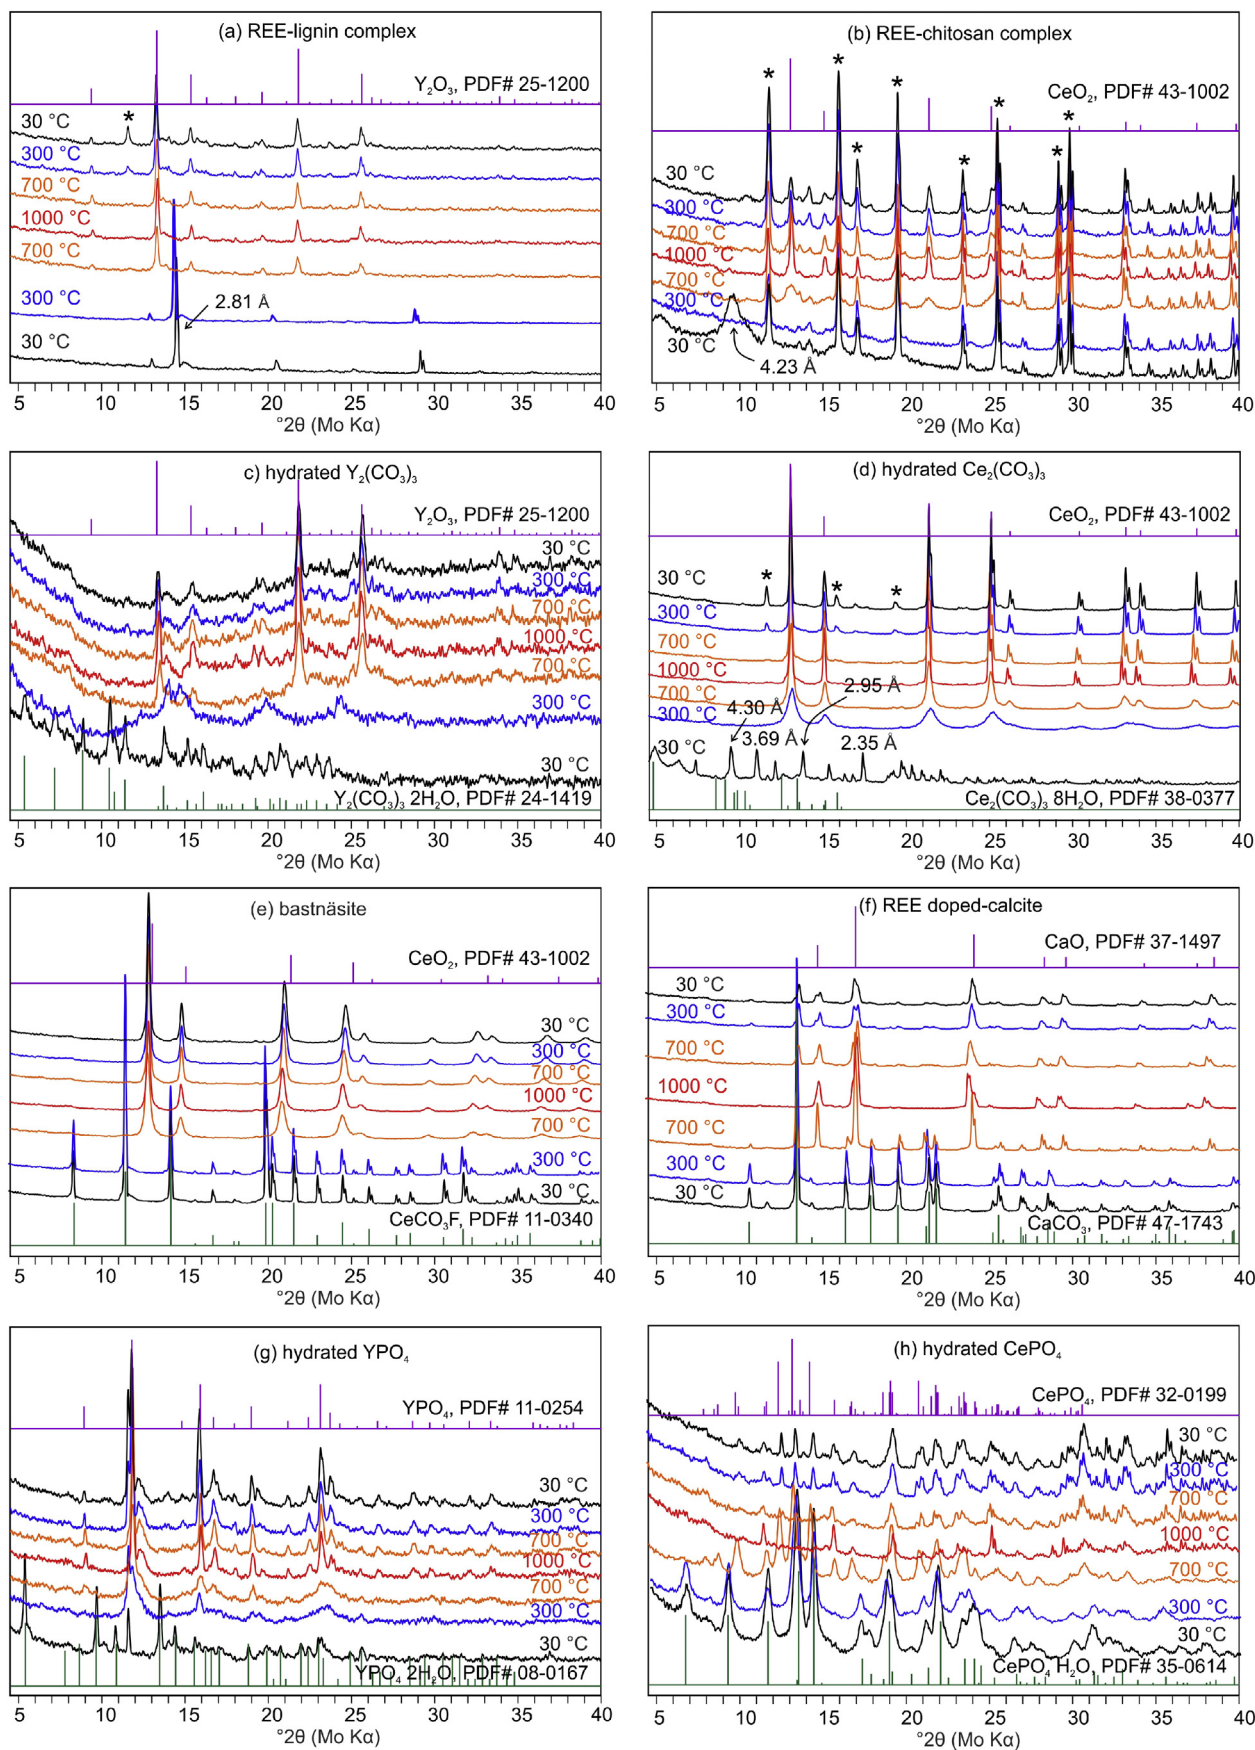 (a) REE-lignin complex
Y₂O₃, PDF# 25-1200
*
30 °C
300 °C
700 °C
1000 °C
700 °C
300 °C
2.81 Å
30 °C
5 10 15 20 25 30 35 40
°2θ (Mo Kα)
(b) REE-chitosan complex
CeO₂, PDF# 43-1002
* * * * * * * *
30 °C
300 °C
700 °C
1000 °C
700 °C
300 °C
30 °C
4.23 Å
5 10 15 20 25 30 35 40
°2θ (Mo Kα)
c) hydrated Y₂(CO₃)₃
Y₂O₃, PDF# 25-1200
30 °C
300 °C
700 °C
1000 °C
700 °C
300 °C
30 °C
Y₂(CO₃)₃ 2H₂O, PDF# 24-1419
5 10 15 20 25 30 35 40
°2θ (Mo Kα)
(d) hydrated Ce₂(CO₃)₃
CeO₂, PDF# 43-1002
* * *
30 °C
300 °C
700 °C
1000 °C
700 °C
2.95 Å
300 °C
4.30 Å
3.69 Å
2.35 Å
30 °C
Ce₂(CO₃)₃ 8H₂O, PDF# 38-0377
5 10 15 20 25 30 35 40
°2θ (Mo Kα)
(e) bastnäsite
CeO₂, PDF# 43-1002
30 °C
300 °C
700 °C
1000 °C
700 °C
300 °C
30 °C
CeCO₃F, PDF# 11-0340
5 10 15 20 25 30 35 40
°2θ (Mo Kα)
(f) REE doped-calcite
CaO, PDF# 37-1497
30 °C
300 °C
700 °C
1000 °C
700 °C
300 °C
30 °C
CaCO₃, PDF# 47-1743
5 10 15 20 25 30 35 40
°2θ (Mo Kα)
(g) hydrated YPO₄
YPO₄, PDF# 11-0254
30 °C
300 °C
700 °C
1000 °C
700 °C
300 °C
30 °C
YPO₄ 2H₂O, PDF# 08-0167
5 10 15 20 25 30 35 40
°2θ (Mo Kα)
(h) hydrated CePO₄
CePO₄, PDF# 32-0199
30 °C
300 °C
700 °C
1000 °C
700 °C
300 °C
30 °C
CePO₄ H₂O, PDF# 35-0614
5 10 15 20 25 30 35 40
°2θ (Mo Kα)